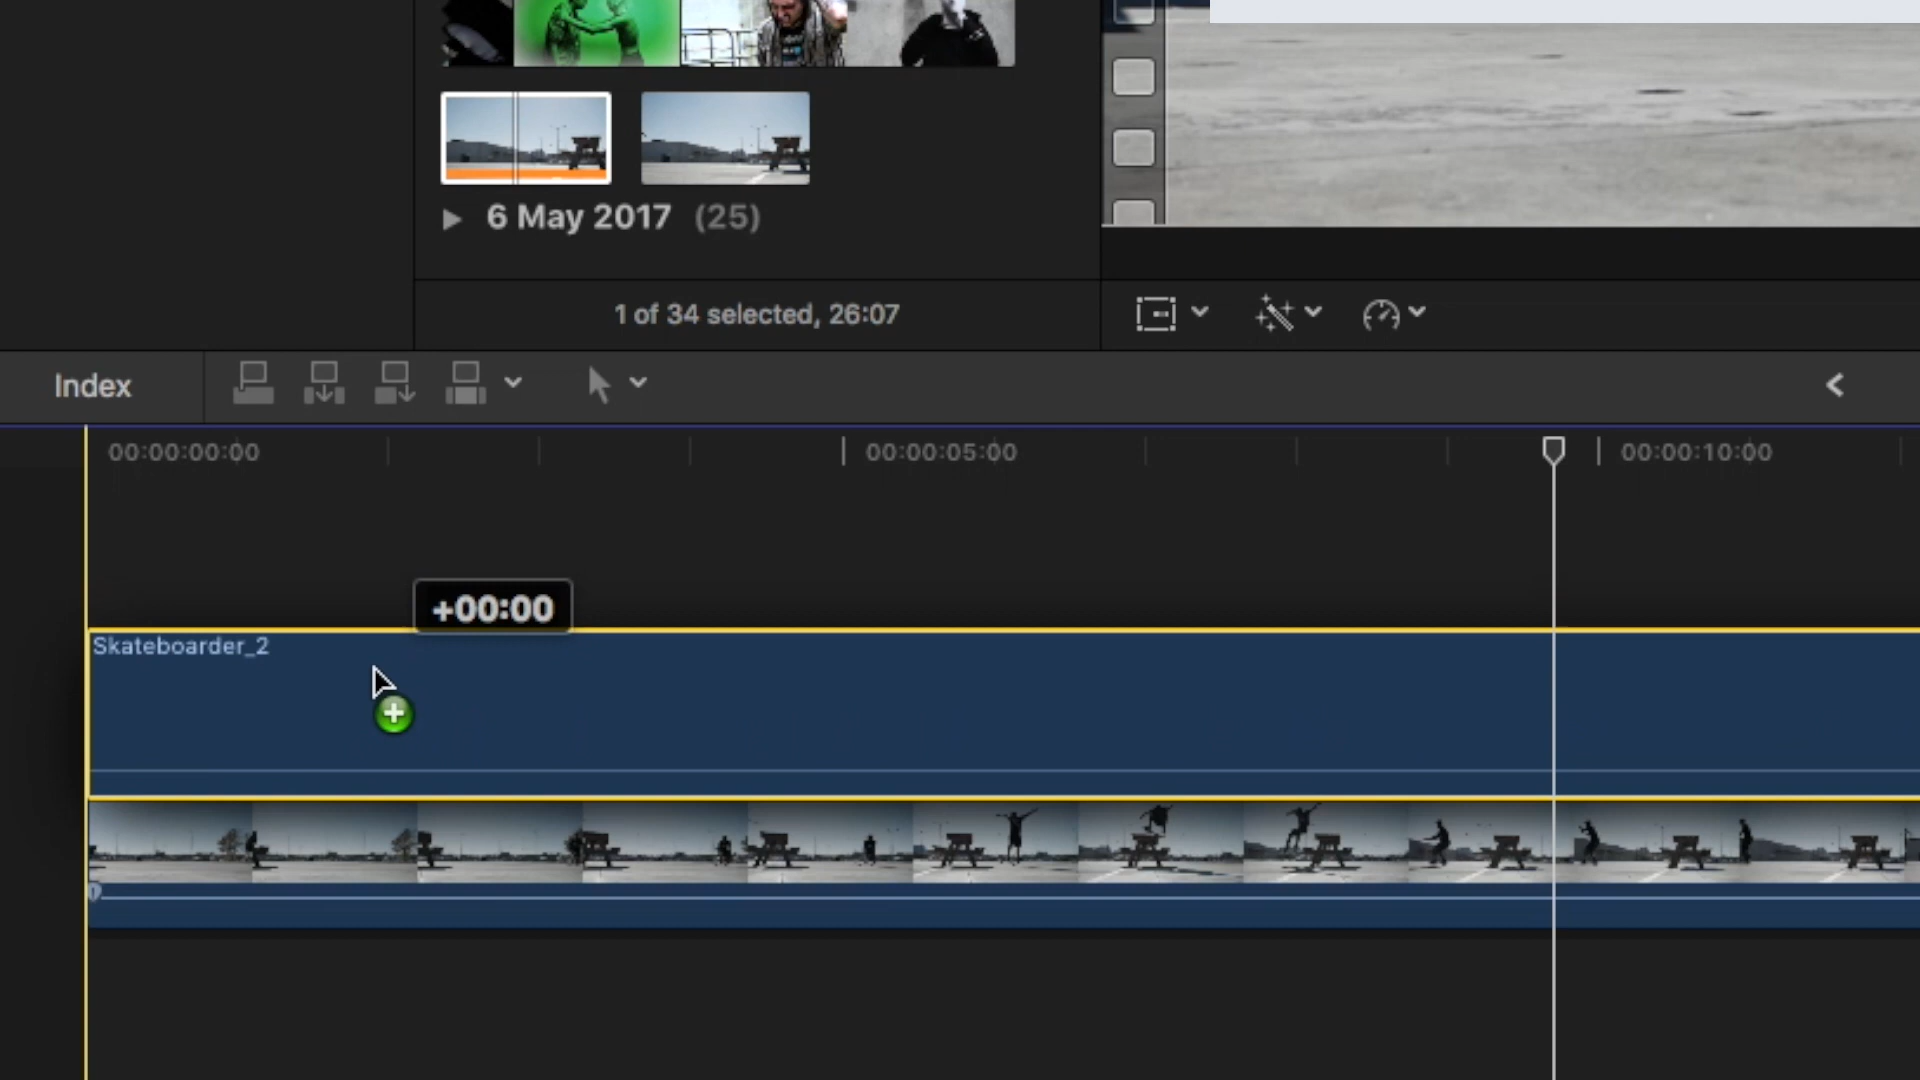 6 May 2017 (25)
1 of 34 selected, 26:07
Index
00:00:00:00
00:00:05:00
00:00:10:00
+00:00
Skateboarder_2